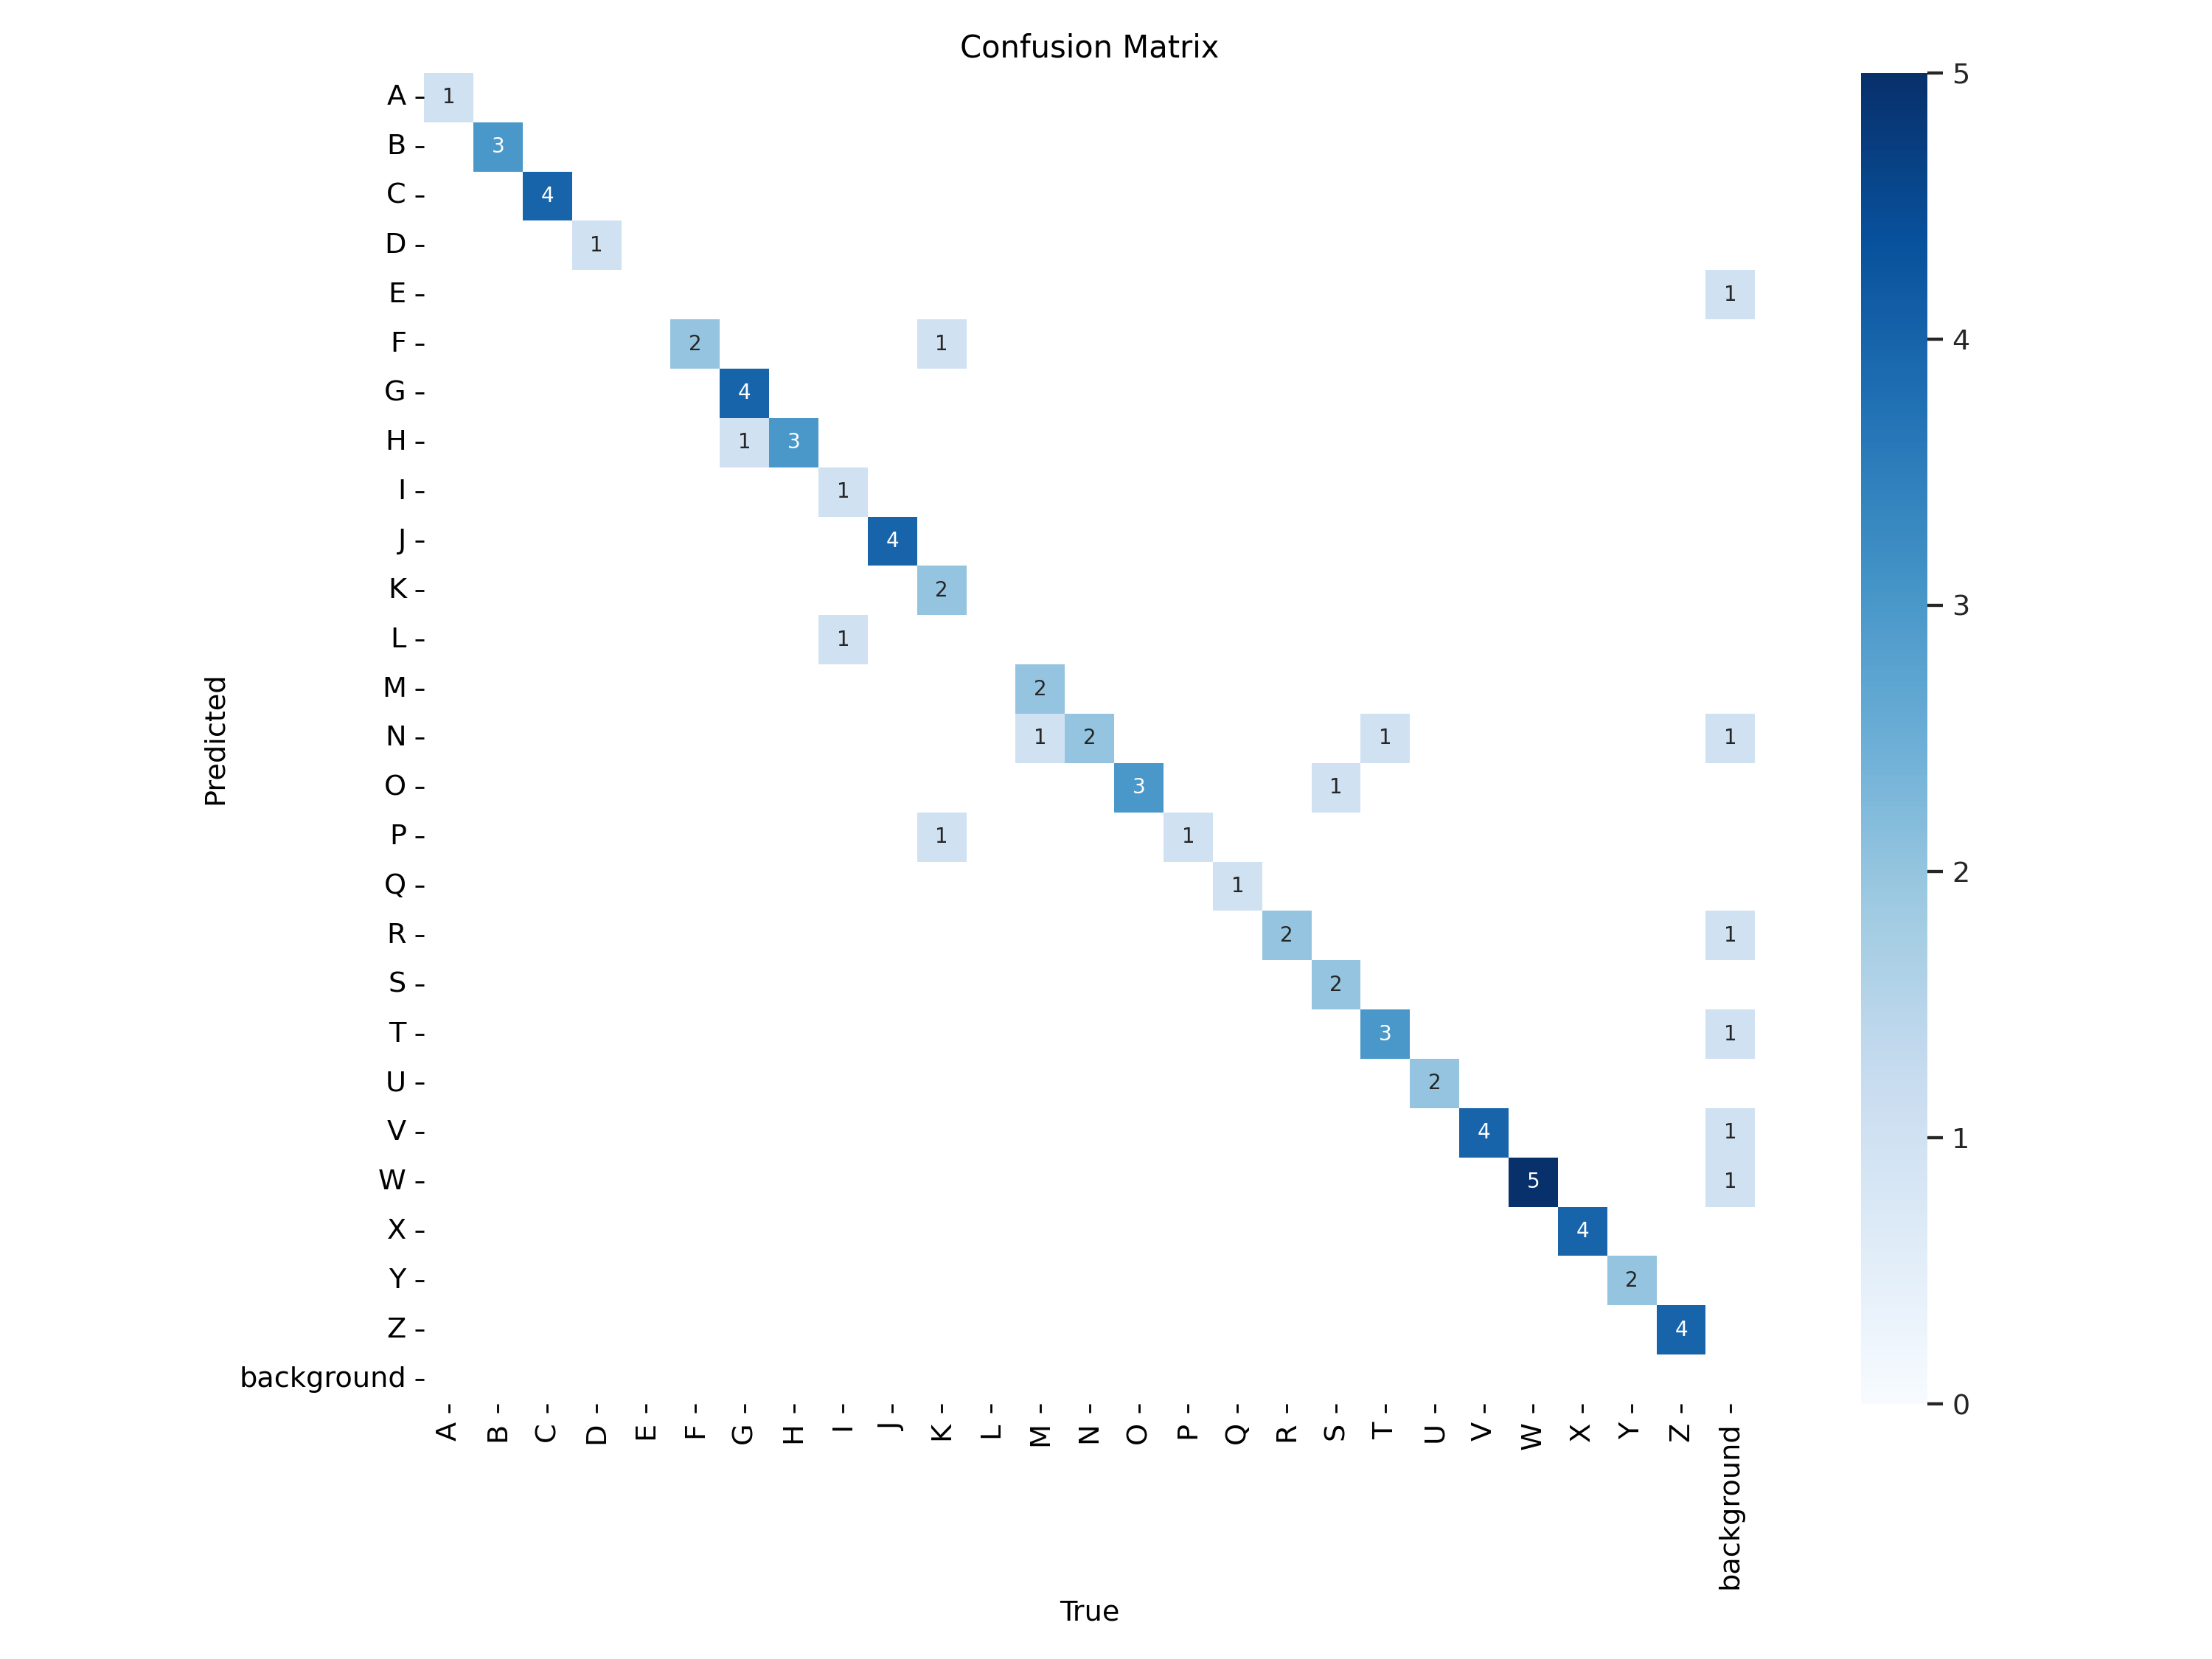 Confusion Matrix
A 1
B 3
C 4
D 1
E 1
F 2 1
G 4
H 1 3
I 1
J 4
K 2
L 1
M 2
N 1 2 1 1
O 3 1
P 1 1
Q 1
R 2 1
S 2
T 3 1
U 2
V 4 1
W 5 1
X 4
Y 2
Z 4
background
A B C D E F G H I J K L M N O P Q R S T U V W X Y Z background
True
Predicted
5
4
3
2
1
0